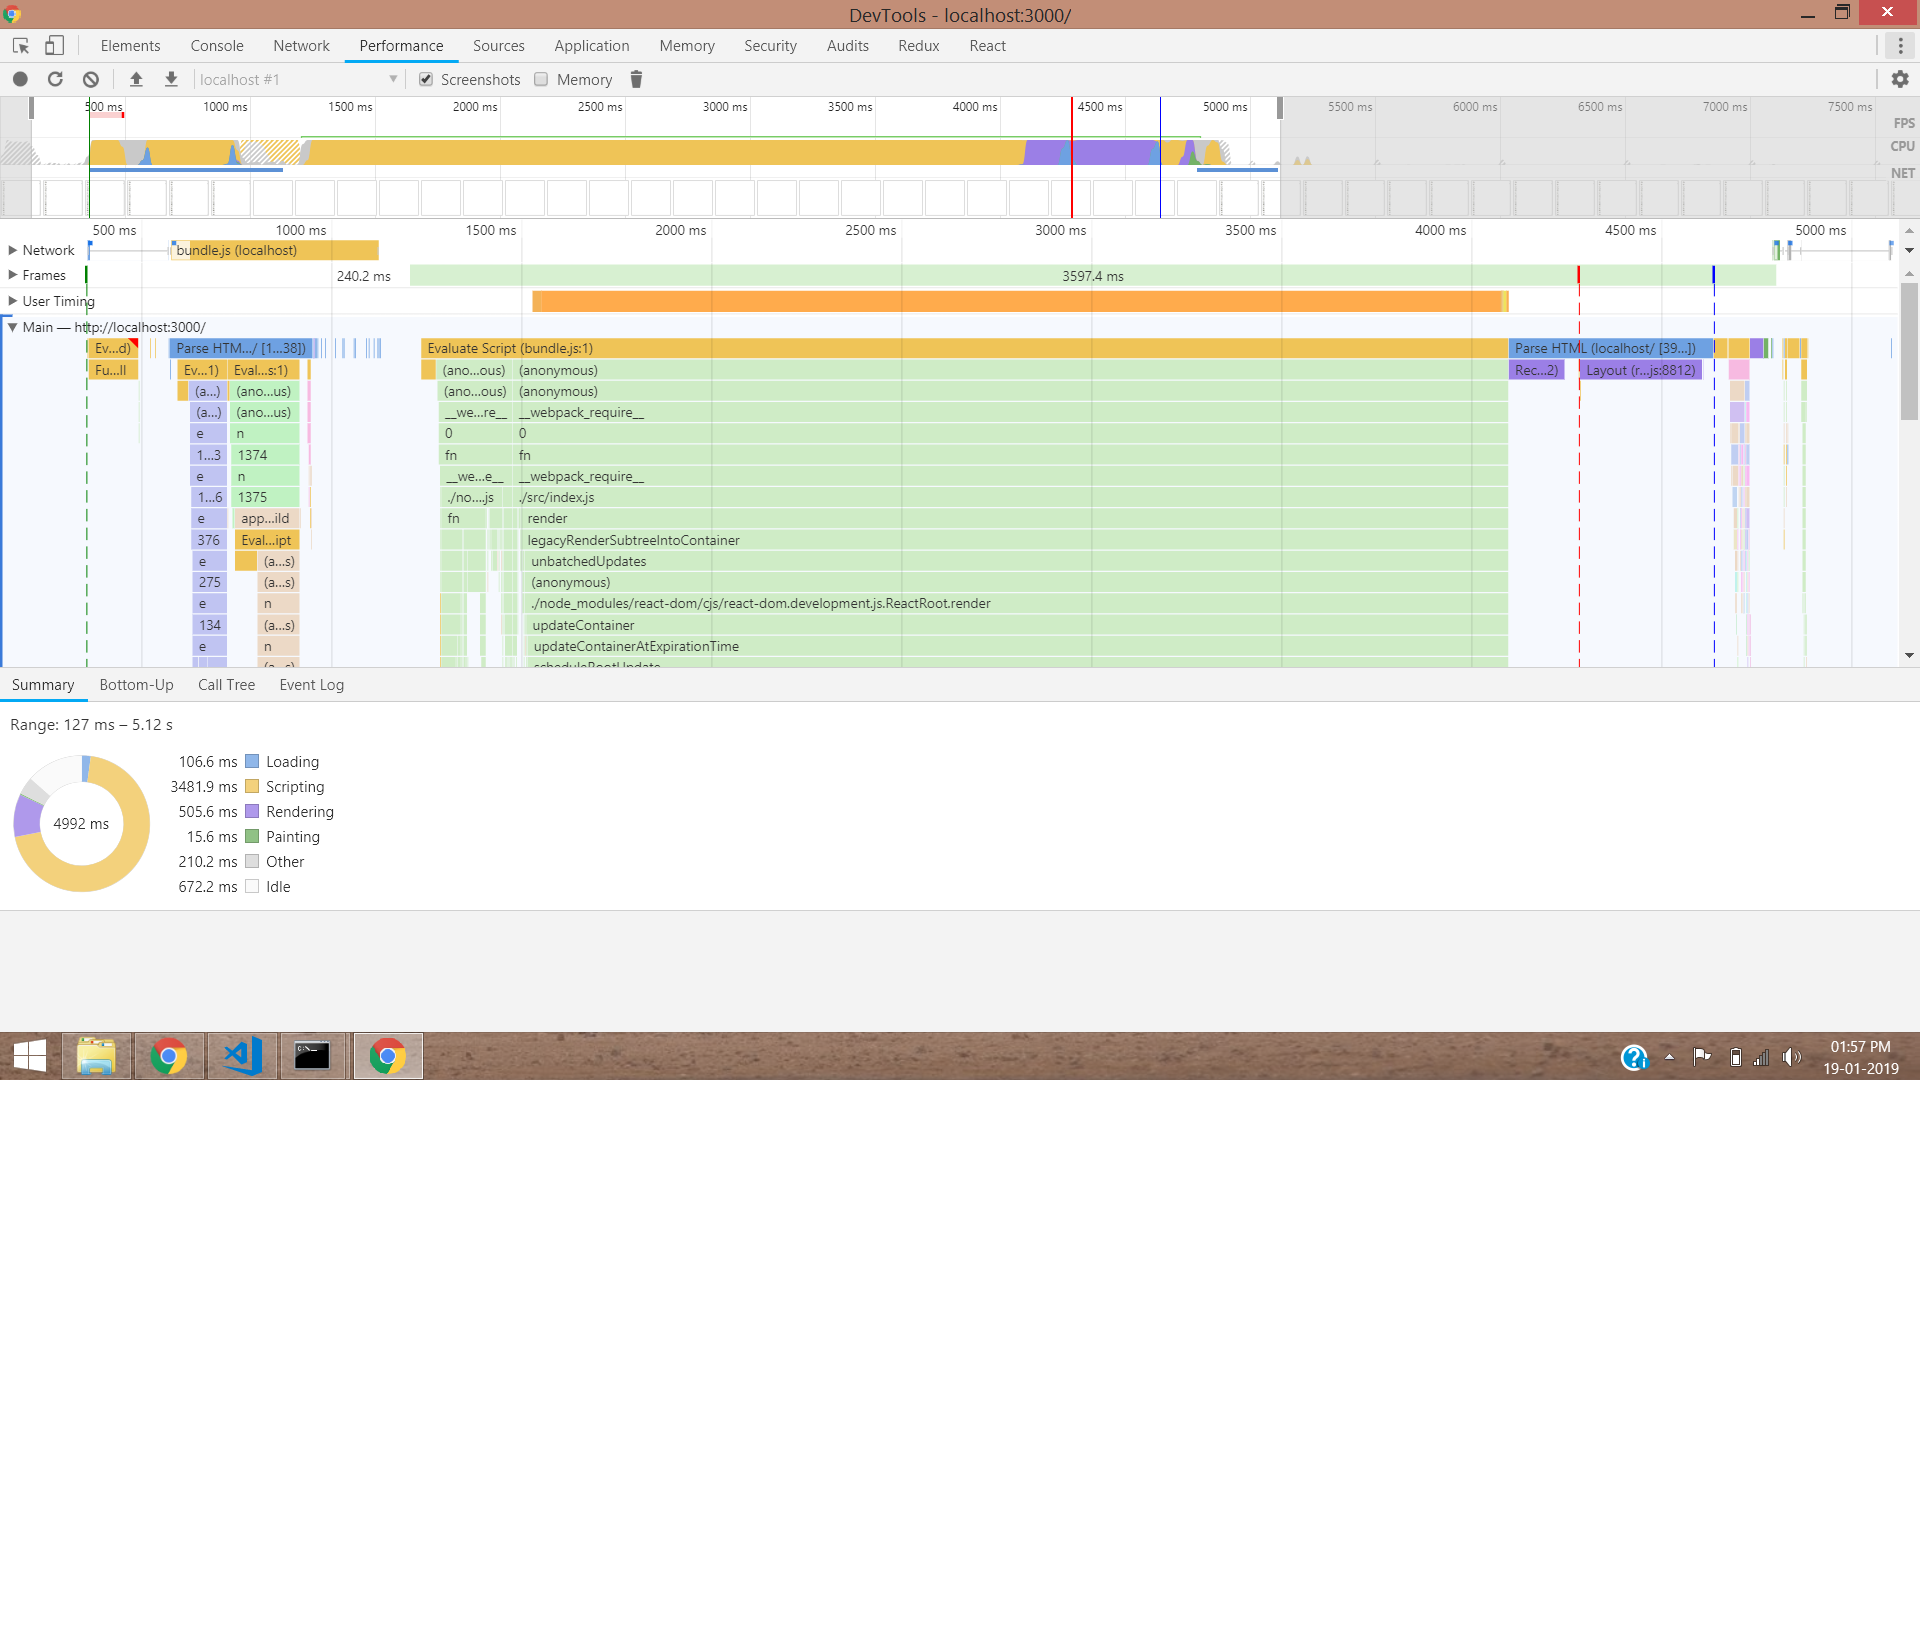 DevTools - localhost:3000/
Elements Console Network Performance Sources Application Memory Security Audits Redux React
localhost #1 Screenshots Memory
500 ms 1000 ms 1500 ms 2000 ms 2500 ms 3000 ms 3500 ms 4000 ms 4500 ms 5000 ms 5500 ms 6000 ms 6500 ms 7000 ms 7500 ms
FPS
CPU
NET
500 ms 1000 ms 1500 ms 2000 ms 2500 ms 3000 ms 3500 ms 4000 ms 4500 ms 5000 ms
Network bundle.js (localhost)
Frames 240.2 ms 3597.4 ms
User Timing
Main — http://localhost:3000/
Ev...d) Parse HTM.../ [1...38]) Evaluate Script (bundle.js:1) Parse HTML (localhost/ [39...])
Fu...ll Ev...1) Eval...s:1) (ano...ous) (anonymous) Rec...2) Layout (r...js:8812)
(a...) (ano...us) (ano...ous) (anonymous)
(a...) (ano...us) __we...re__ __webpack_require__
e n 0 0
1...3 1374 fn fn
e n __we...e__ __webpack_require__
1...6 1375 ./no....js ./src/index.js
e app...ild fn render
376 Eval...ipt legacyRenderSubtreeIntoContainer
e (a...s) unbatchedUpdates
275 (a...s) (anonymous)
e n ./node_modules/react-dom/cjs/react-dom.development.js.ReactRoot.render
134 (a...s) updateContainer
e n updateContainerAtExpirationTime
(a...s) scheduleRootUpdate
Summary Bottom-Up Call Tree Event Log
Range: 127 ms – 5.12 s
4992 ms
106.6 ms Loading
3481.9 ms Scripting
505.6 ms Rendering
15.6 ms Painting
210.2 ms Other
672.2 ms Idle
01:57 PM
19-01-2019